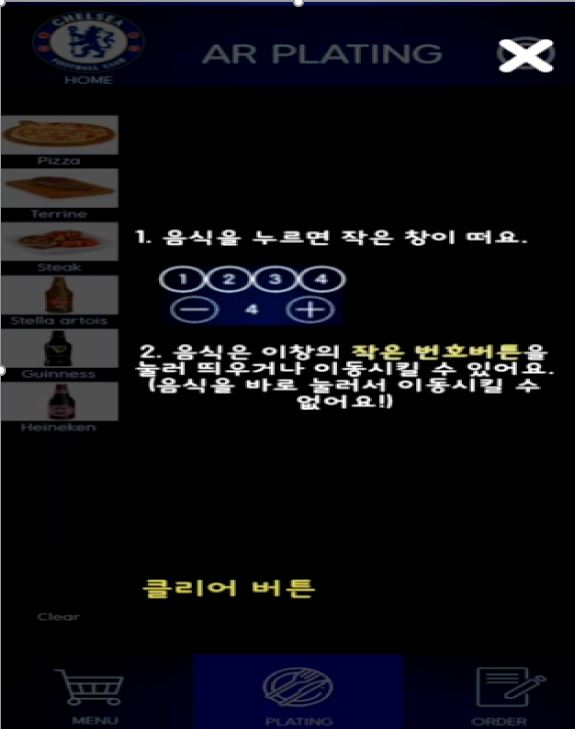 CHELSEA
FOOTBALL CLUB
AR PLATING
HOME
Pizza
Terrine
Steak
Stella artois
Guinness
Heineken
1. 음식을 누르면 작은 창이 떠요.
1 2 3 4
4
2. 음식은 이창의 작은 번호버튼을
눌러 띄우거나 이동시킬 수 있어요.
(음식을 바로 눌러서 이동시킬 수
없어요!)
클리어 버튼
Clear
MENU
PLATING
ORDER